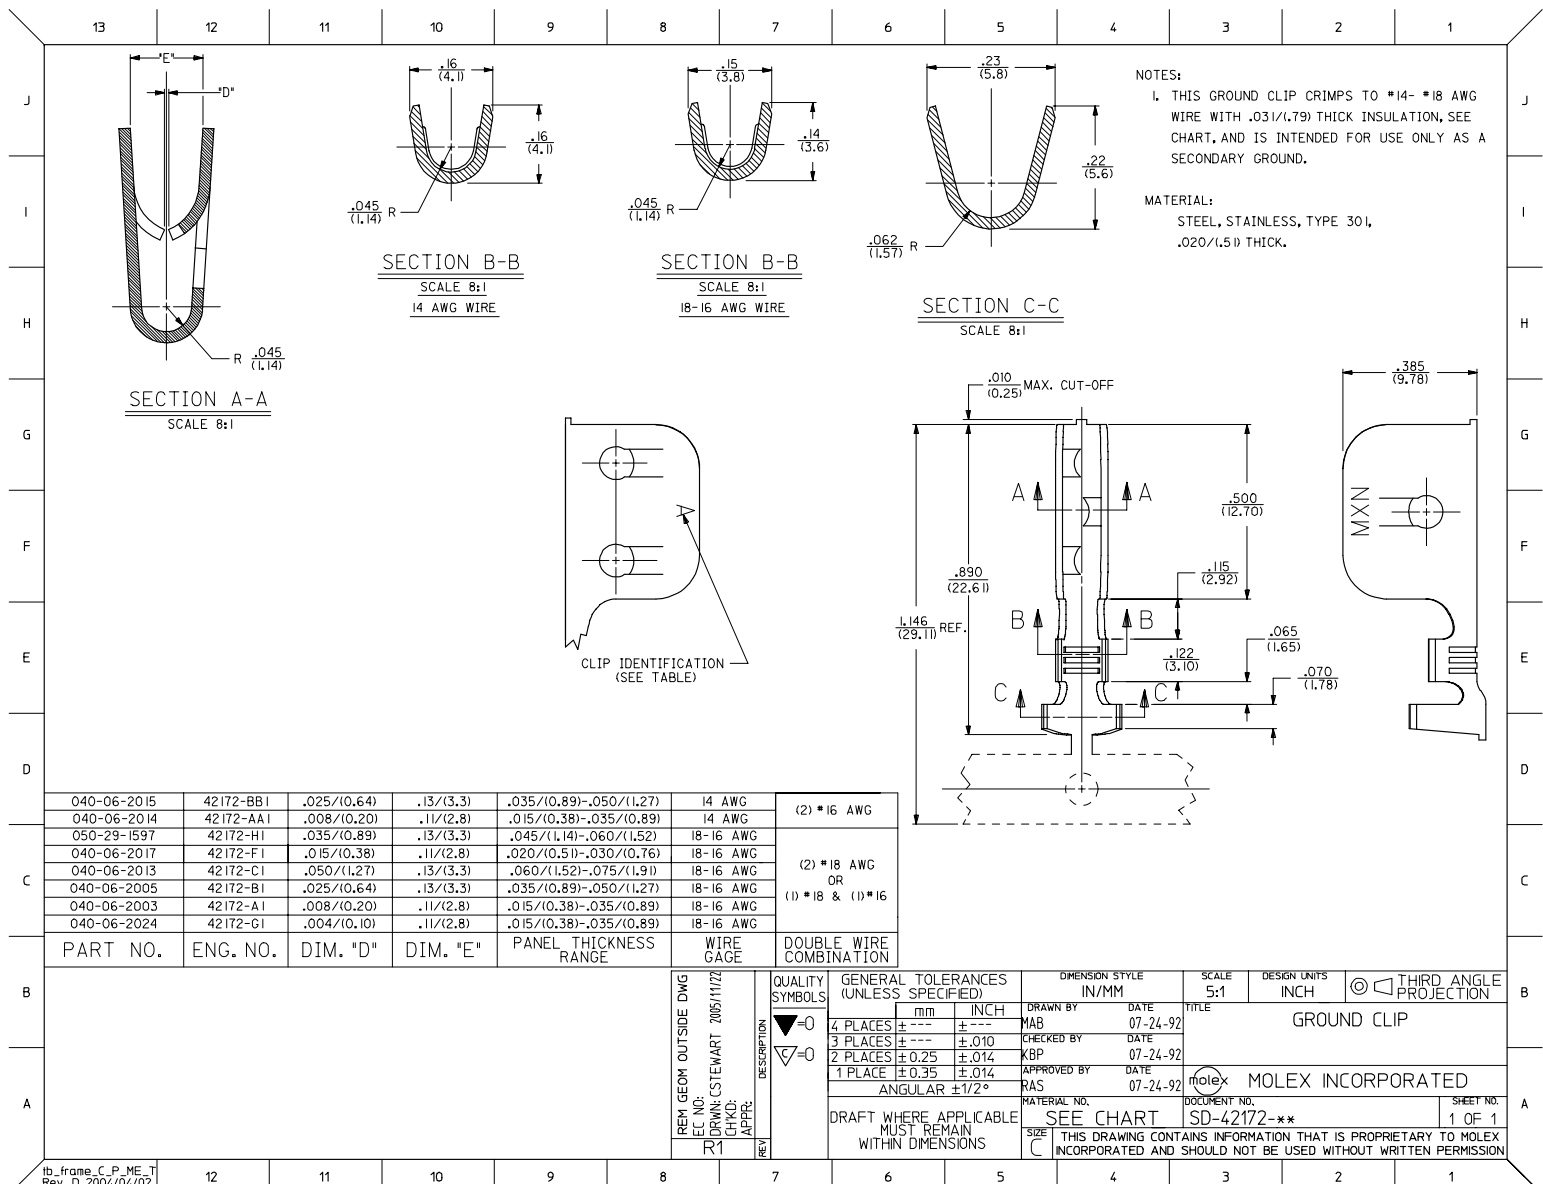 13 12 11 10 9 8 7 6 5 4 3 2 1
J
I
H
G
F
E
D
C
B
A
"E"
"D"
R .045
(1.14)
SECTION A-A
SCALE 8:1
.16
(4.1)
.16
(4.1)
.045
(1.14) R
SECTION B-B
SCALE 8:1
14 AWG WIRE
.15
(3.8)
.14
(3.6)
.045
(1.14) R
SECTION B-B
SCALE 8:1
18-16 AWG WIRE
.23
(5.8)
.22
(5.6)
.062
(1.57) R
SECTION C-C
SCALE 8:1
NOTES:
1. THIS GROUND CLIP CRIMPS TO #14- #18 AWG
WIRE WITH .031/(.79) THICK INSULATION, SEE
CHART, AND IS INTENDED FOR USE ONLY AS A
SECONDARY GROUND.
MATERIAL:
STEEL, STAINLESS, TYPE 301,
.020/(.51) THICK.
A
CLIP IDENTIFICATION
(SEE TABLE)
.010
(0.25) MAX. CUT-OFF
A A
B B
C C
.890
(22.61)
1.146
(29.11) REF.
.500
(12.70)
.115
(2.92)
.122
(3.10)
.065
(1.65)
.070
(1.78)
.385
(9.78)
MXN
040-06-2015 42172-BB1 .025/(0.64) .13/(3.3) .035/(0.89)-.050/(1.27) 14 AWG
040-06-2014 42172-AA1 .008/(0.20) .11/(2.8) .015/(0.38)-.035/(0.89) 14 AWG
(2) #16 AWG
050-29-1597 42172-H1 .035/(0.89) .13/(3.3) .045/(1.14)-.060/(1.52) 18-16 AWG
040-06-2017 42172-F1 .015/(0.38) .11/(2.8) .020/(0.51)-.030/(0.76) 18-16 AWG
040-06-2013 42172-C1 .050/(1.27) .13/(3.3) .060/(1.52)-.075/(1.91) 18-16 AWG
040-06-2005 42172-B1 .025/(0.64) .13/(3.3) .035/(0.89)-.050/(1.27) 18-16 AWG
040-06-2003 42172-A1 .008/(0.20) .11/(2.8) .015/(0.38)-.035/(0.89) 18-16 AWG
040-06-2024 42172-G1 .004/(0.10) .11/(2.8) .015/(0.38)-.035/(0.89) 18-16 AWG
(2) #18 AWG
OR
(1) #18 & (1)#16
PART NO. ENG. NO. DIM. "D" DIM. "E" PANEL THICKNESS RANGE WIRE GAGE DOUBLE WIRE COMBINATION
REM GEOM OUTSIDE DWG
EC NO:
DRWN: CSTEWART 2005/11/22
CH'KD:
APPR:
R1
DESCRIPTION
REV
QUALITY
SYMBOLS
=0
C =0
GENERAL TOLERANCES
(UNLESS SPECIFIED)
mm INCH
4 PLACES ± --- ± ---
3 PLACES ± --- ±.010
2 PLACES ±0.25 ±.014
1 PLACE ±0.35 ±.014
ANGULAR ±1/2°
DRAFT WHERE APPLICABLE
MUST REMAIN
WITHIN DIMENSIONS
DIMENSION STYLE
IN/MM
SCALE
5:1
DESIGN UNITS
INCH
THIRD ANGLE
PROJECTION
DRAWN BY DATE
MAB 07-24-92
CHECKED BY DATE
KBP 07-24-92
APPROVED BY DATE
RAS 07-24-92
TITLE
GROUND CLIP
molex MOLEX INCORPORATED
MATERIAL NO.
SEE CHART
DOCUMENT NO.
SD-42172-**
SHEET NO.
1 OF 1
SIZE
C
THIS DRAWING CONTAINS INFORMATION THAT IS PROPRIETARY TO MOLEX
INCORPORATED AND SHOULD NOT BE USED WITHOUT WRITTEN PERMISSION
J
I
H
G
F
E
D
C
B
A
tb_frame_C_P_ME_T
Rev. D 2004/04/02
12 11 10 9 8 7 6 5 4 3 2 1